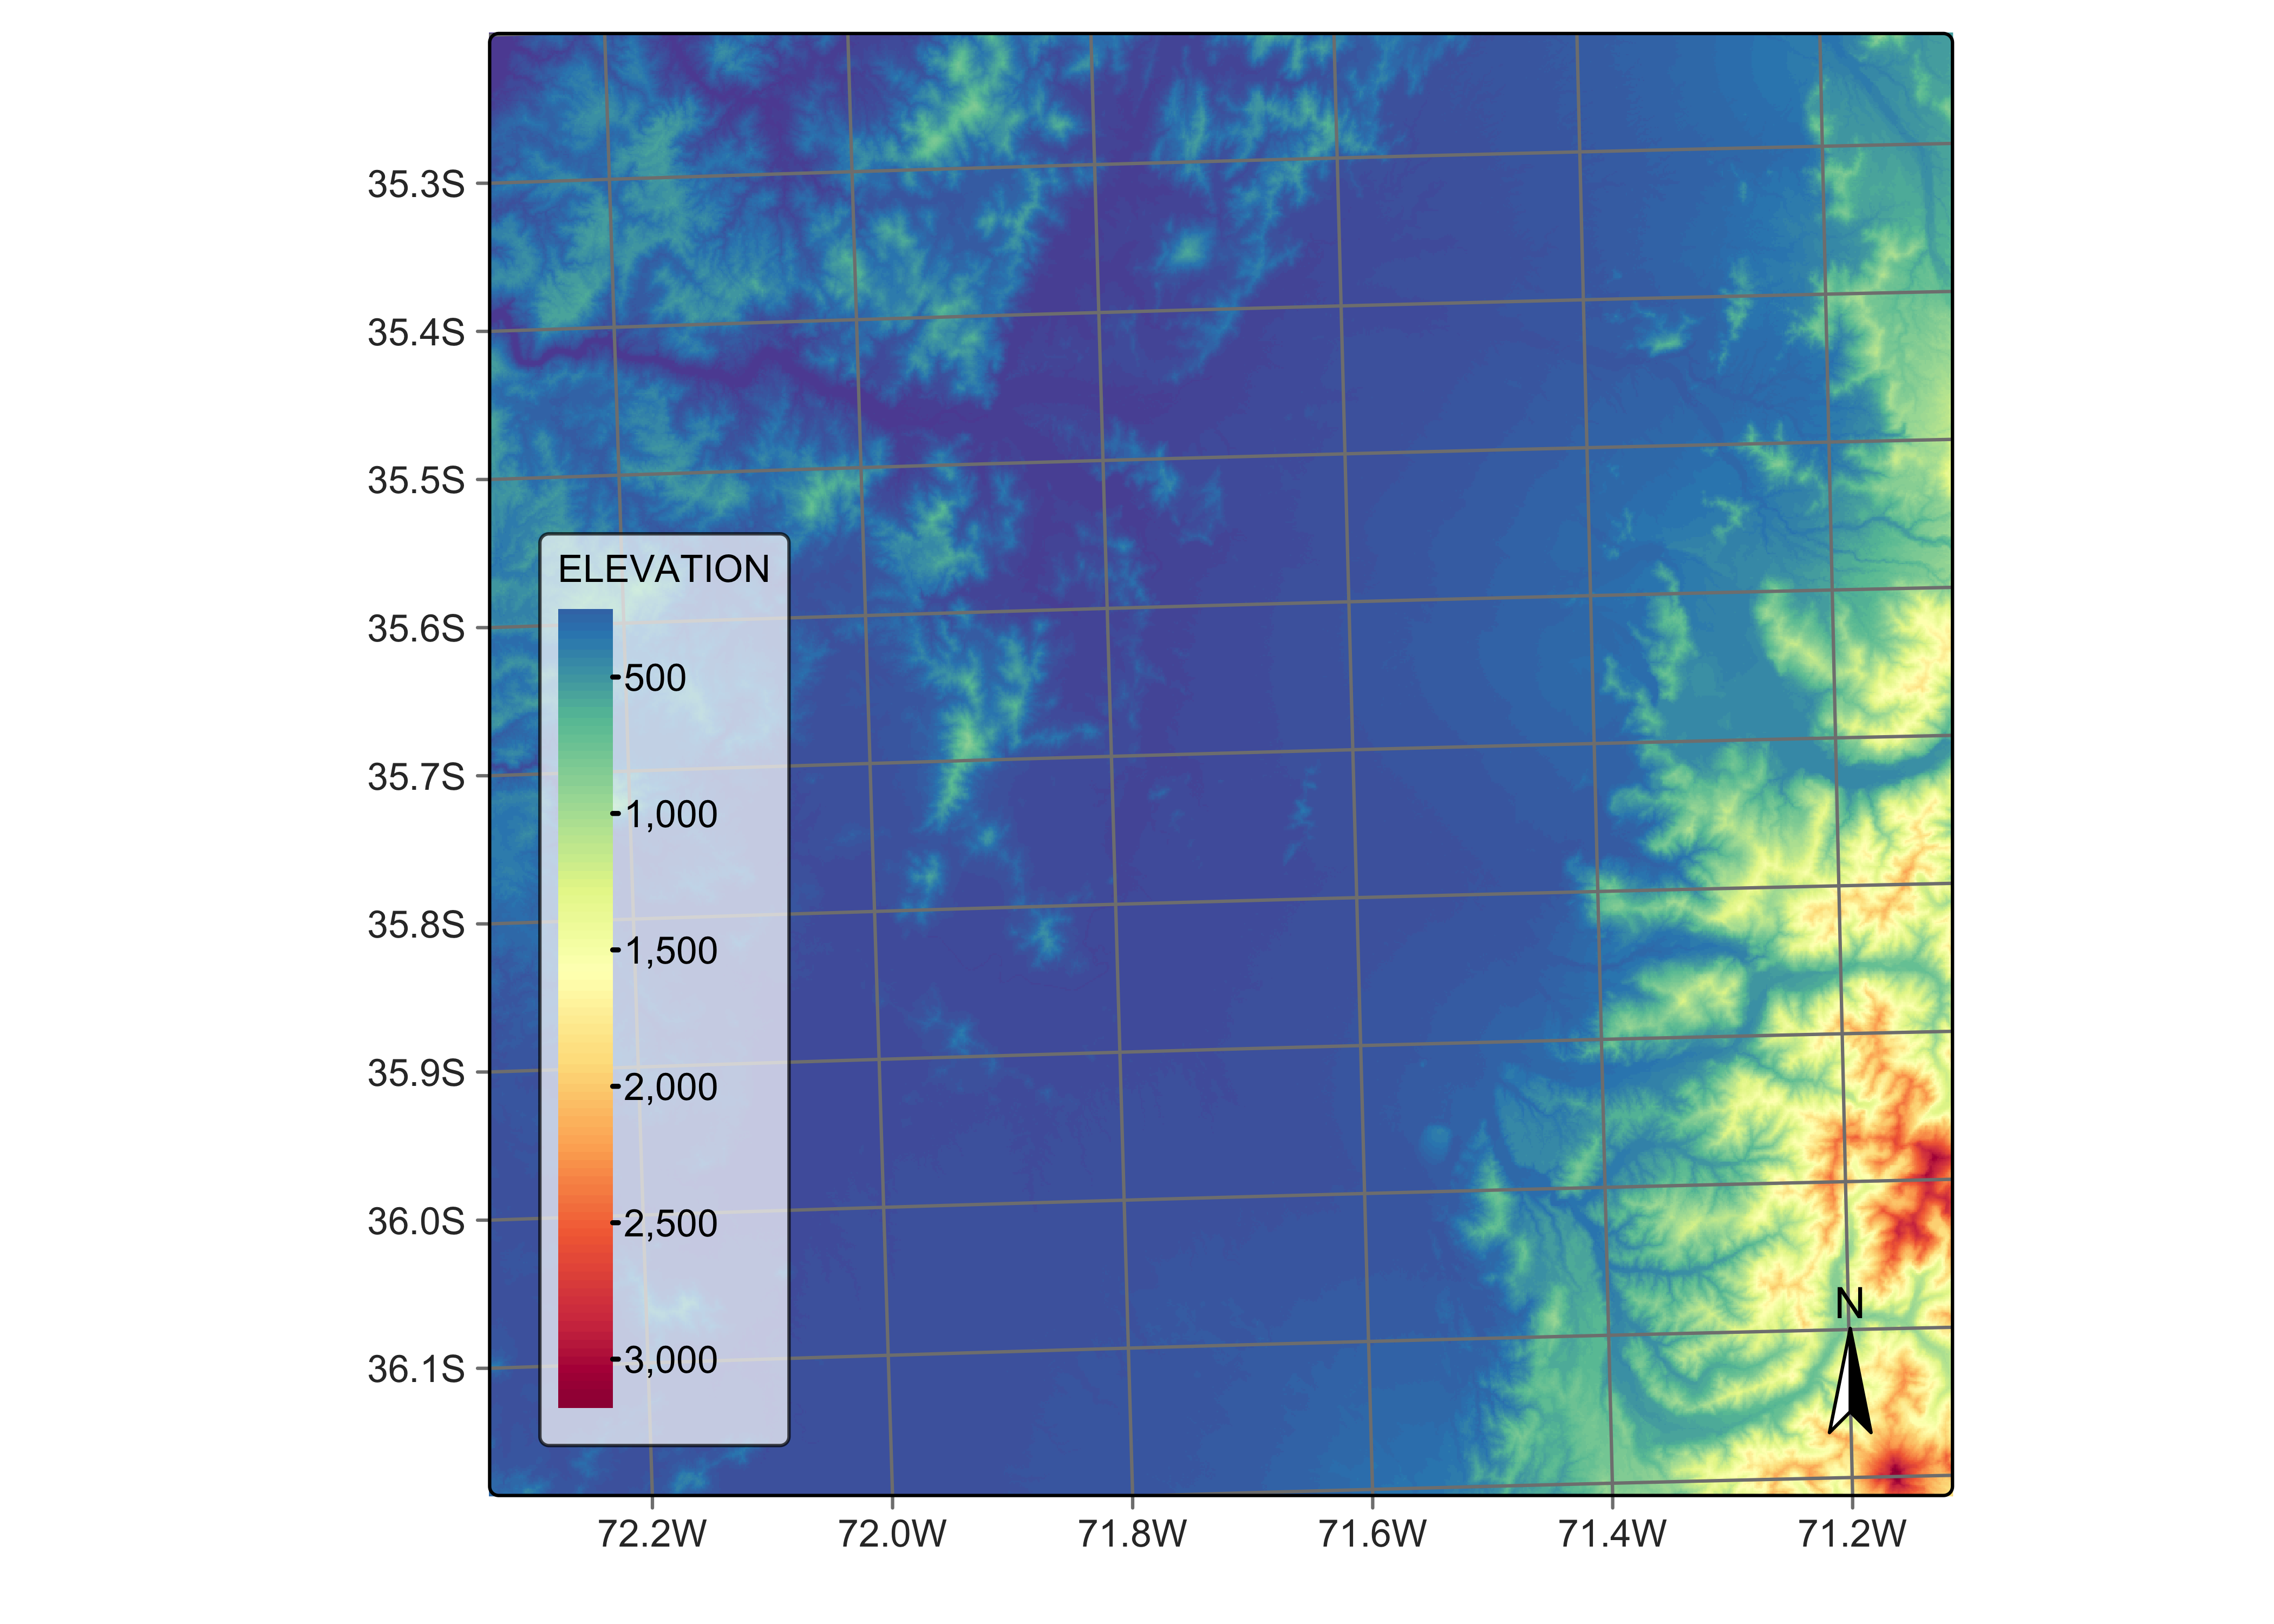 35.3S
35.4S
35.5S
35.6S
35.7S
35.8S
35.9S
36.0S
36.1S
ELEVATION
500
1,000
1,500
2,000
2,500
3,000
N
72.2W 72.0W 71.8W 71.6W 71.4W 71.2W